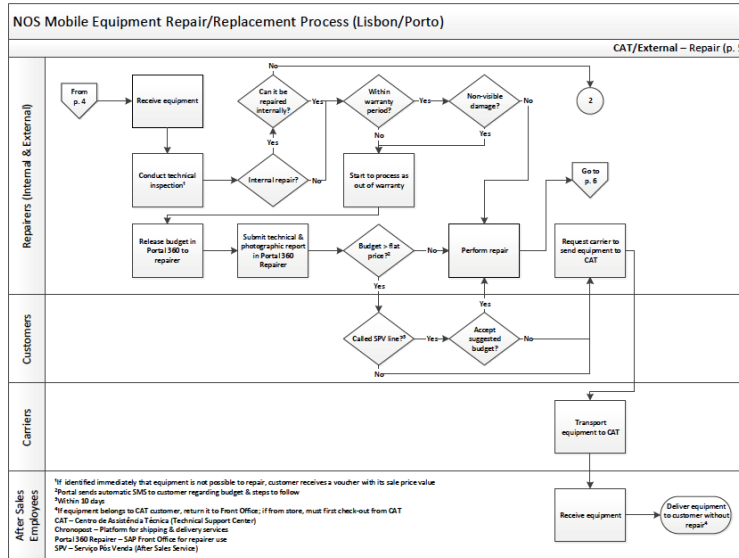 NOS Mobile Equipment Repair/Replacement Process (Lisbon/Porto)
CAT/External – Repair (p. 5
Repairers (Internal & External)
From
p. 4
Receive equipment
Can it be
repaired
internally?
No
Yes
Within
warranty
period?
Yes
No
Non-visible
damage?
No
Yes
2
Conduct technical
inspection¹
Internal repair?
Yes
No
Start to process as
out of warranty
Go to
p. 6
Release budget in
Portal 360 to
repairer
Submit technical &
photographic report
in Portal 360
Repairer
Budget > flat
price?²
No
Yes
Perform repair
Request carrier to
send equipment to
CAT
Customers
Called SPV line?³
Yes
No
Accept
suggested
budget?
Yes
No
Carriers
Transport
equipment to CAT
After Sales
Employees
¹If identified immediately that equipment is not possible to repair, customer receives a voucher with its sale price value
²Portal sends automatic SMS to customer regarding budget & steps to follow
³Within 10 days
⁴If equipment belongs to CAT customer, return it to Front Office; if from store, must first check-out from CAT
CAT – Centro de Assistência Técnica (Technical Support Center)
Chronopost – Platform for shipping & delivery services
Portal 360 Repairer – SAP Front Office for repairer use
SPV – Serviço Pós Venda (After Sales Service)
Receive equipment
Deliver equipment
to customer without
repair⁴